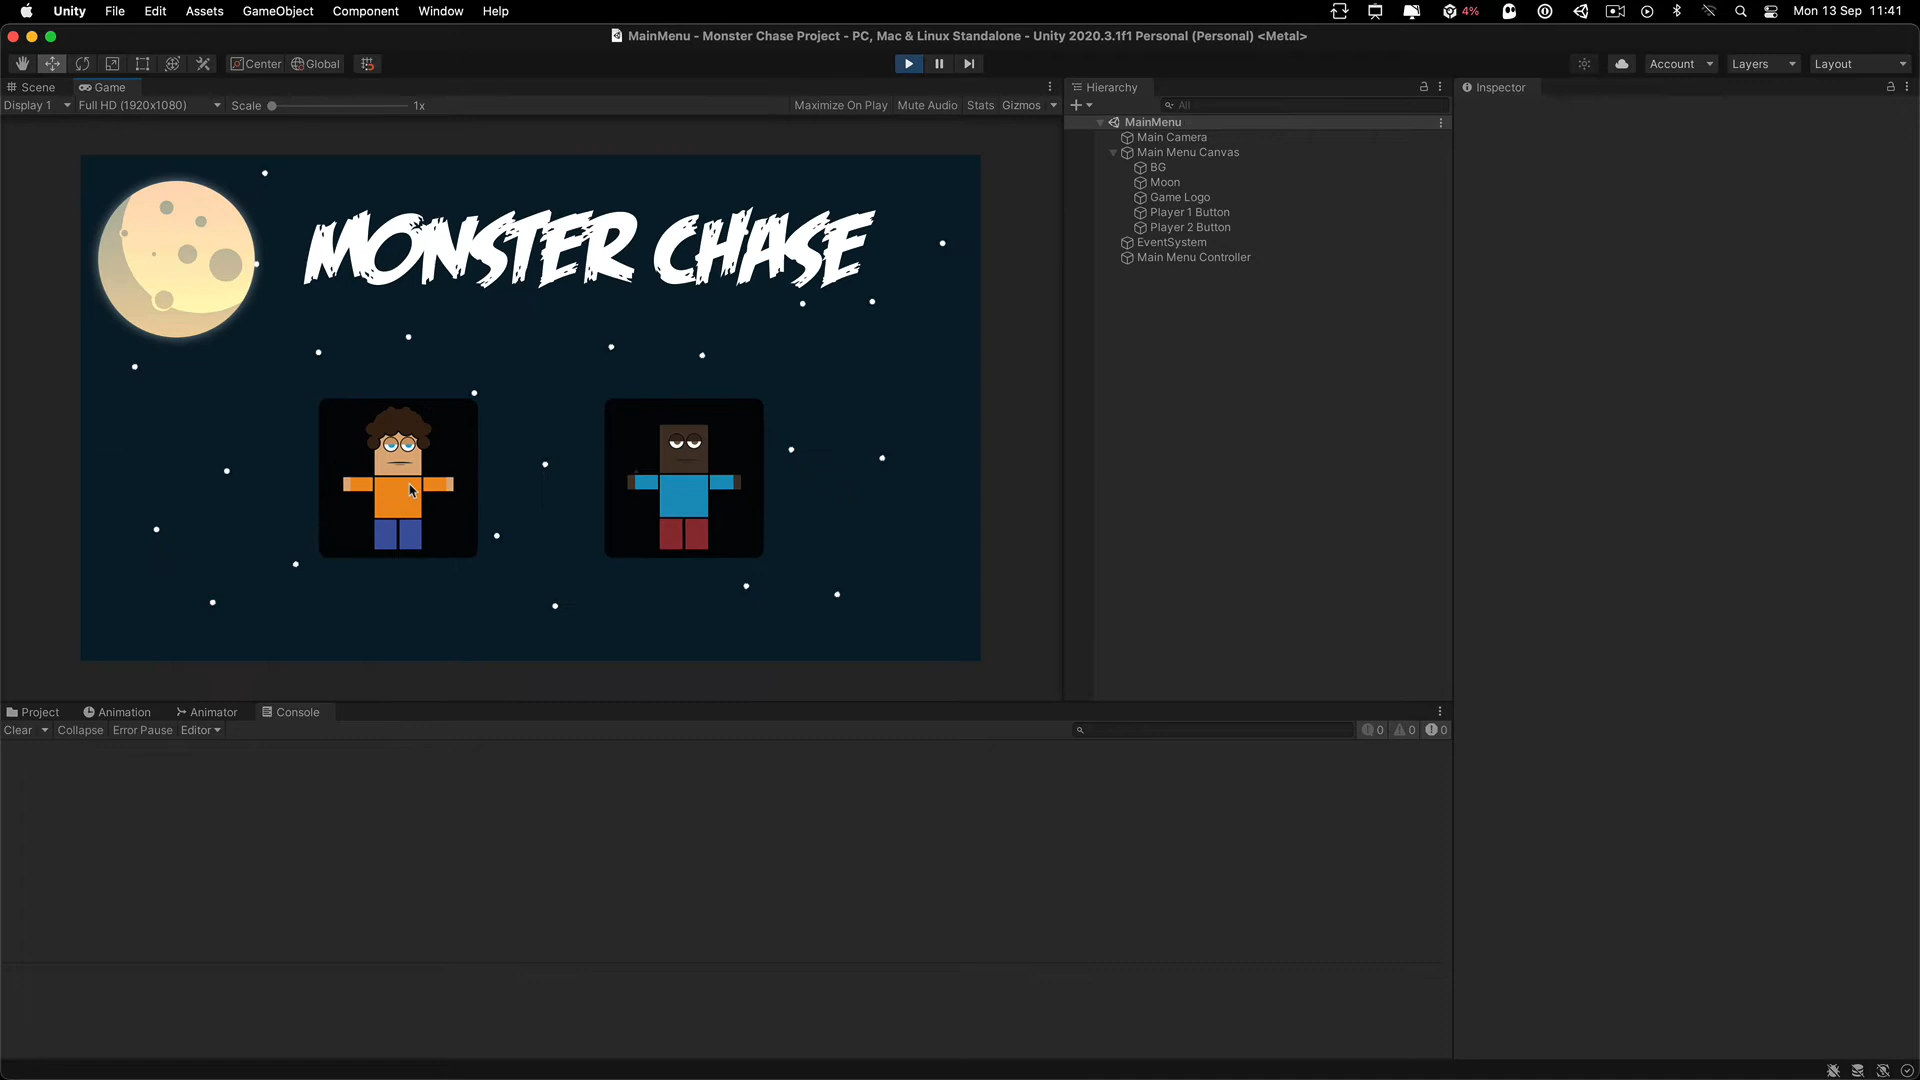 Unity File Edit Assets GameObject Component Window Help 4% Mon 13 Sep 11:41
MainMenu - Monster Chase Project - PC, Mac & Linux Standalone - Unity 2020.3.1f1 Personal (Personal) <Metal>
Center Global Account Layers Layout
Scene Game Hierarchy Inspector
Display 1 Full HD (1920x1080) Scale 1x Maximize On Play Mute Audio Stats Gizmos All
MainMenu
Main Camera
Main Menu Canvas
BG
Moon
Game Logo
Player 1 Button
Player 2 Button
EventSystem
Main Menu Controller
MONSTER CHASE
Project Animation Animator Console
Clear Collapse Error Pause Editor 0 0 0